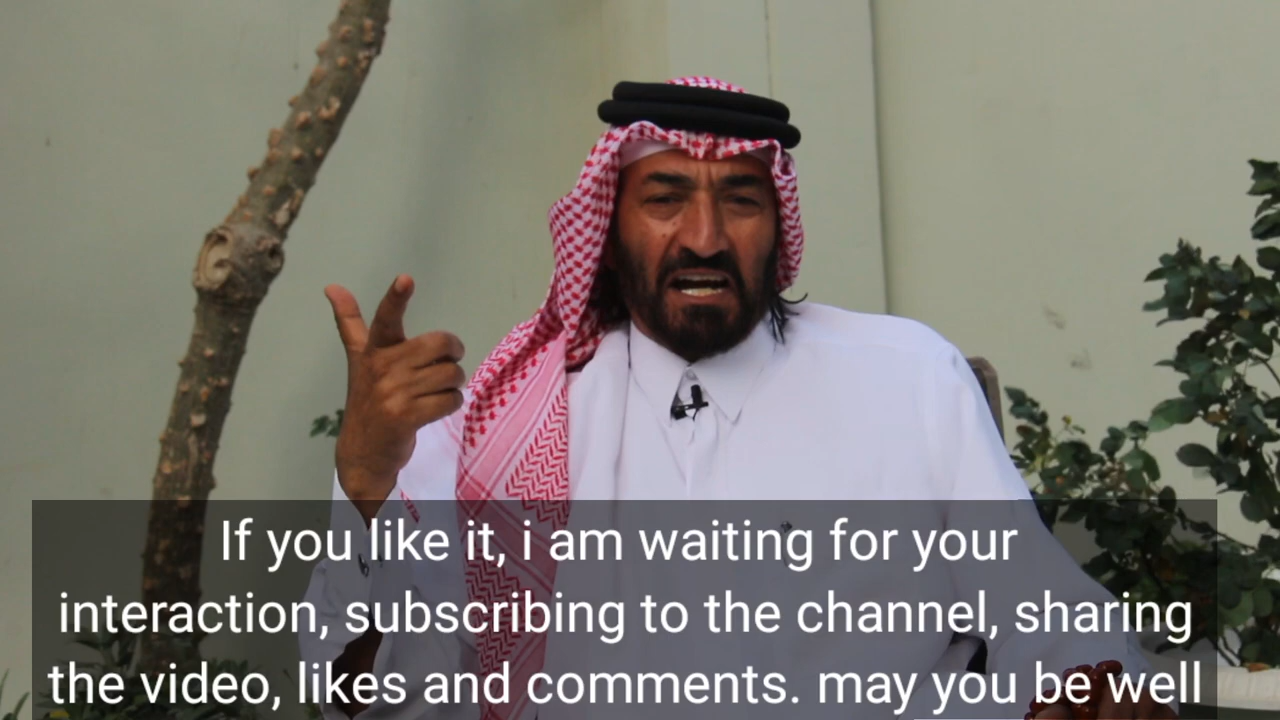 If you like it, i am waiting for your
interaction, subscribing to the channel, sharing
the video, likes and comments. may you be well